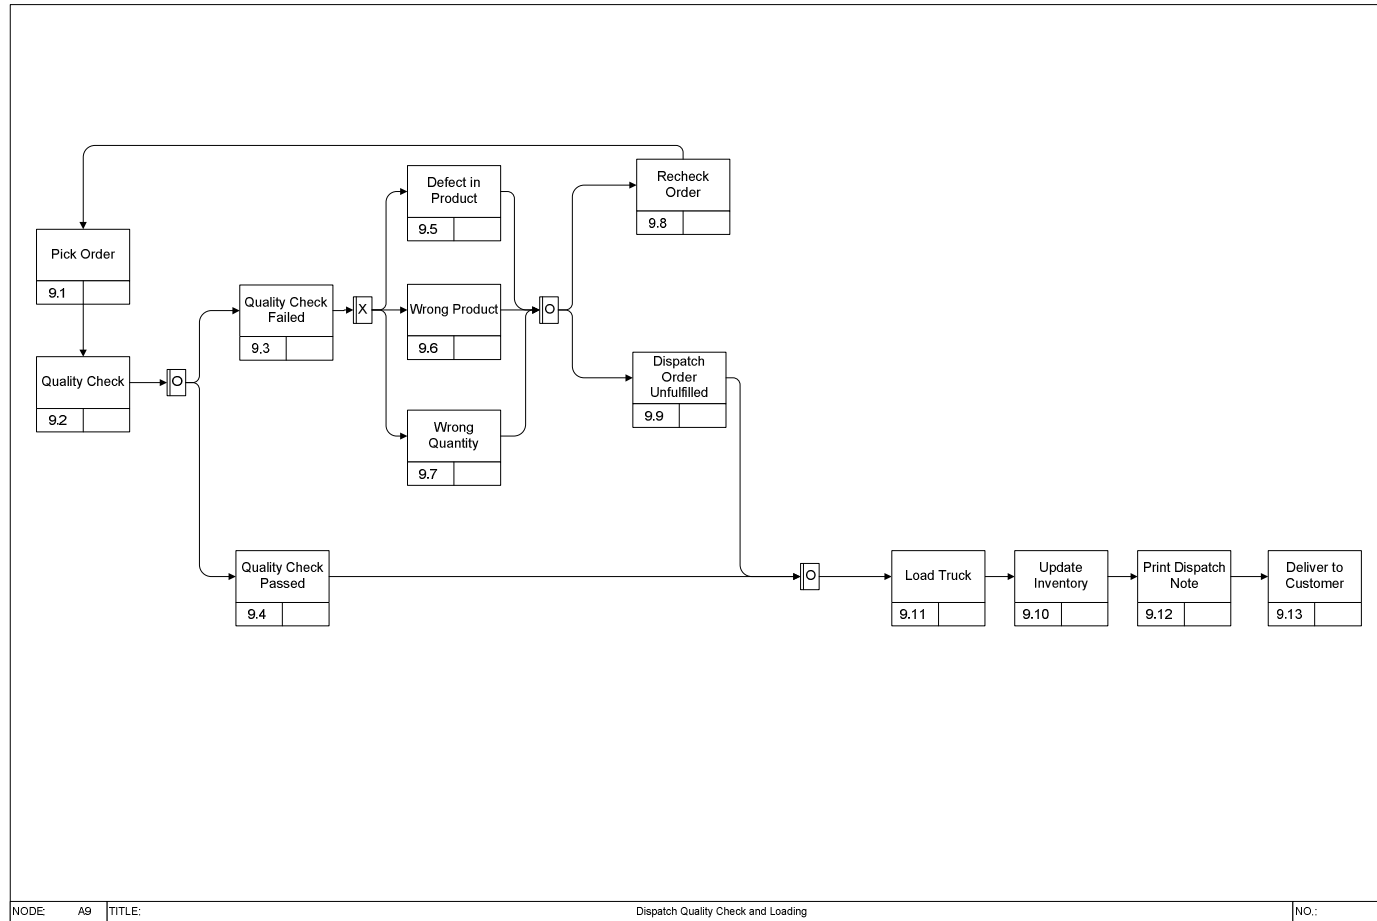 Pick Order
9.1
Quality Check
9.2
O
Quality Check
Failed
9.3
Quality Check
Passed
9.4
X
Defect in
Product
9.5
Wrong Product
9.6
Wrong
Quantity
9.7
O
Recheck
Order
9.8
Dispatch
Order
Unfulfilled
9.9
O
Load Truck
9.11
Update
Inventory
9.10
Print Dispatch
Note
9.12
Deliver to
Customer
9.13
NODE: A9 TITLE: Dispatch Quality Check and Loading NO.: